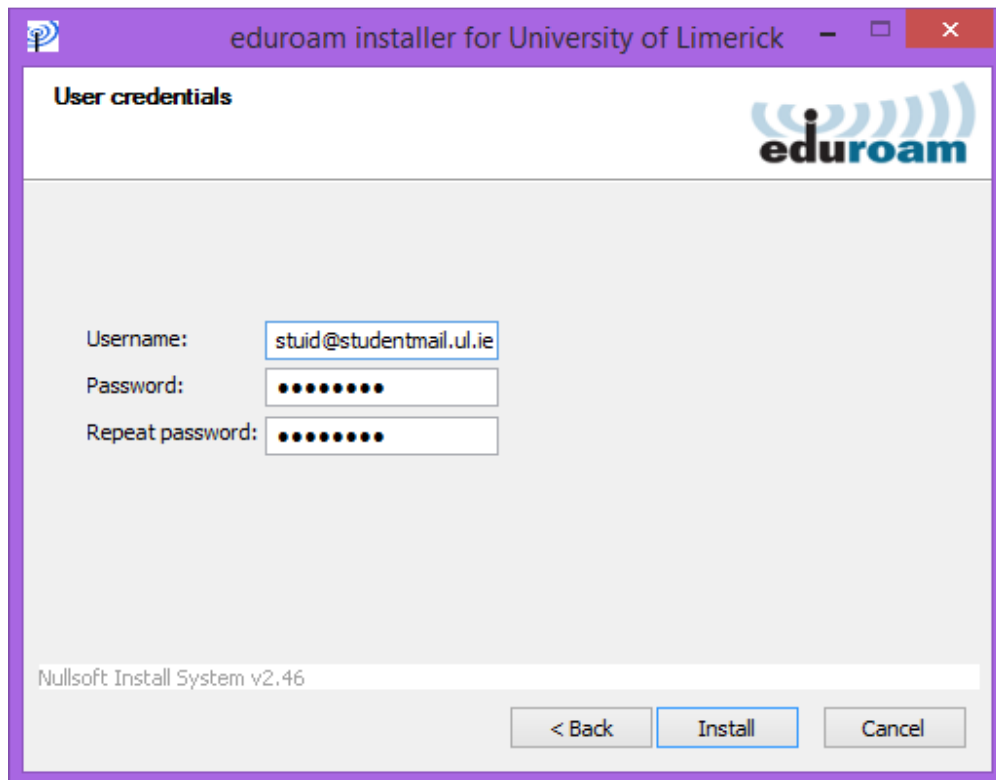 eduroam installer for University of Limerick
User credentials
eduroam
Username: stuid@studentmail.ul.ie
Password: ••••••••
Repeat password: ••••••••
Nullsoft Install System v2.46
< Back Install Cancel